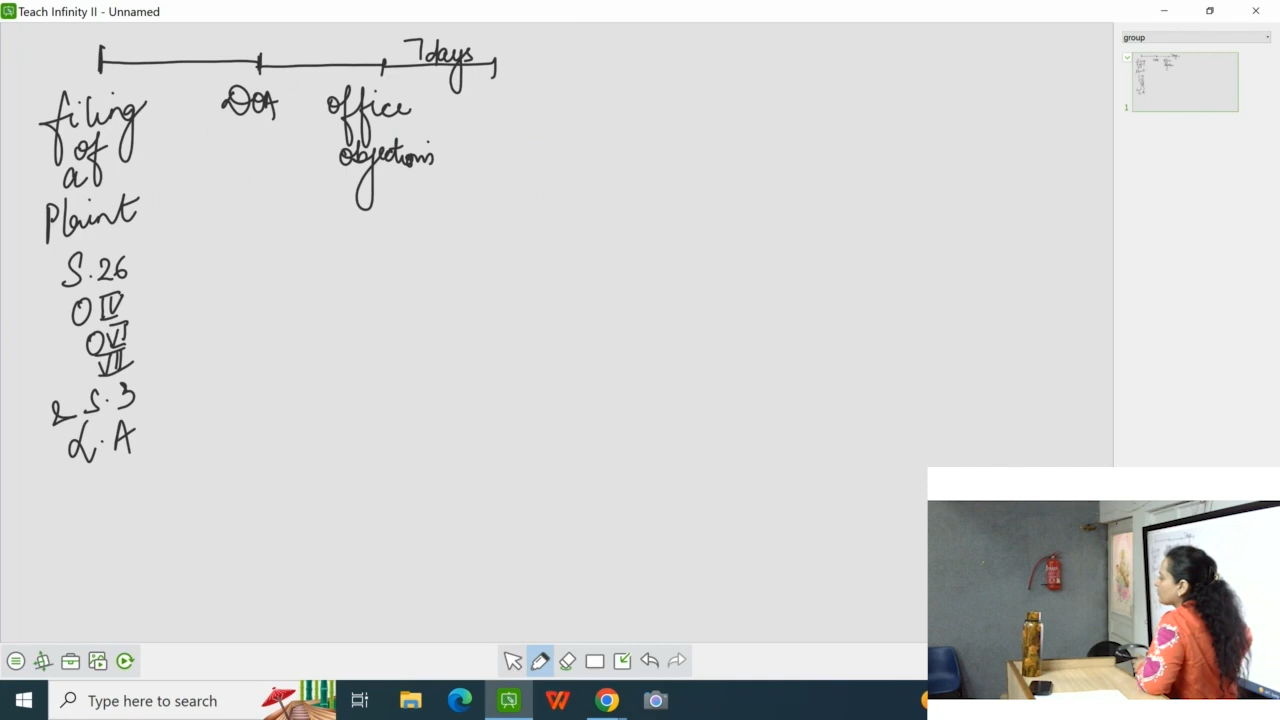 Teach Infinity II - Unnamed
group
7days
filing
of
a
Plaint
DOA
office
objections
S.26
O IV
O VI
VII
& S.3
L.A
1
Type here to search